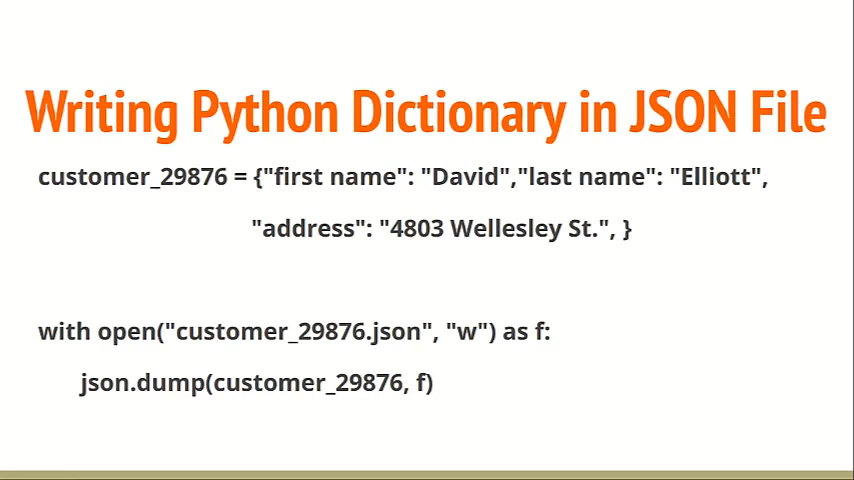 Writing Python Dictionary in JSON File
customer_29876 = {"first name": "David","last name": "Elliott",
"address": "4803 Wellesley St.", }
with open("customer_29876.json", "w") as f:
json.dump(customer_29876, f)